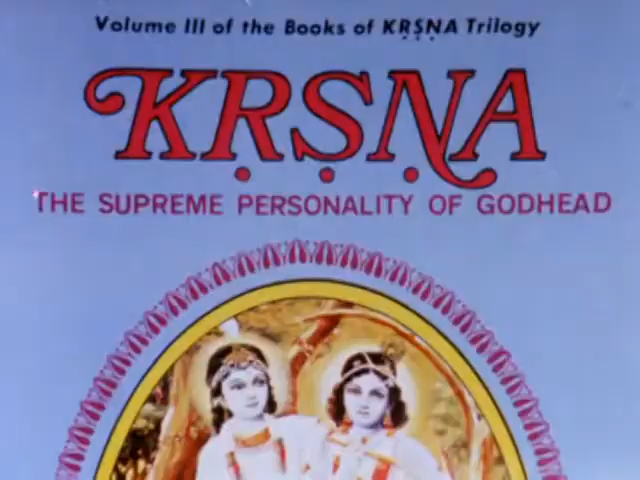 Volume III of the Books of KṚṢṆA Trilogy
KṚṢṆA
THE SUPREME PERSONALITY OF GODHEAD